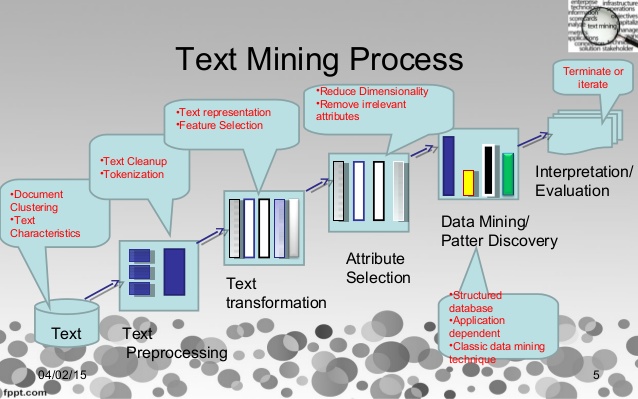 Text Mining Process
text mining
Terminate or
iterate
•Reduce Dimensionality
•Remove irrelevant
attributes
•Text representation
•Feature Selection
•Text Cleanup
•Tokenization
•Document
Clustering
•Text
Characteristics
Interpretation/
Evaluation
Data Mining/
Patter Discovery
Attribute
Selection
Text
transformation
•Structured
database
•Application
dependent
•Classic data mining
technique
Text
Text
Preprocessing
04/02/15
5
fppt.com